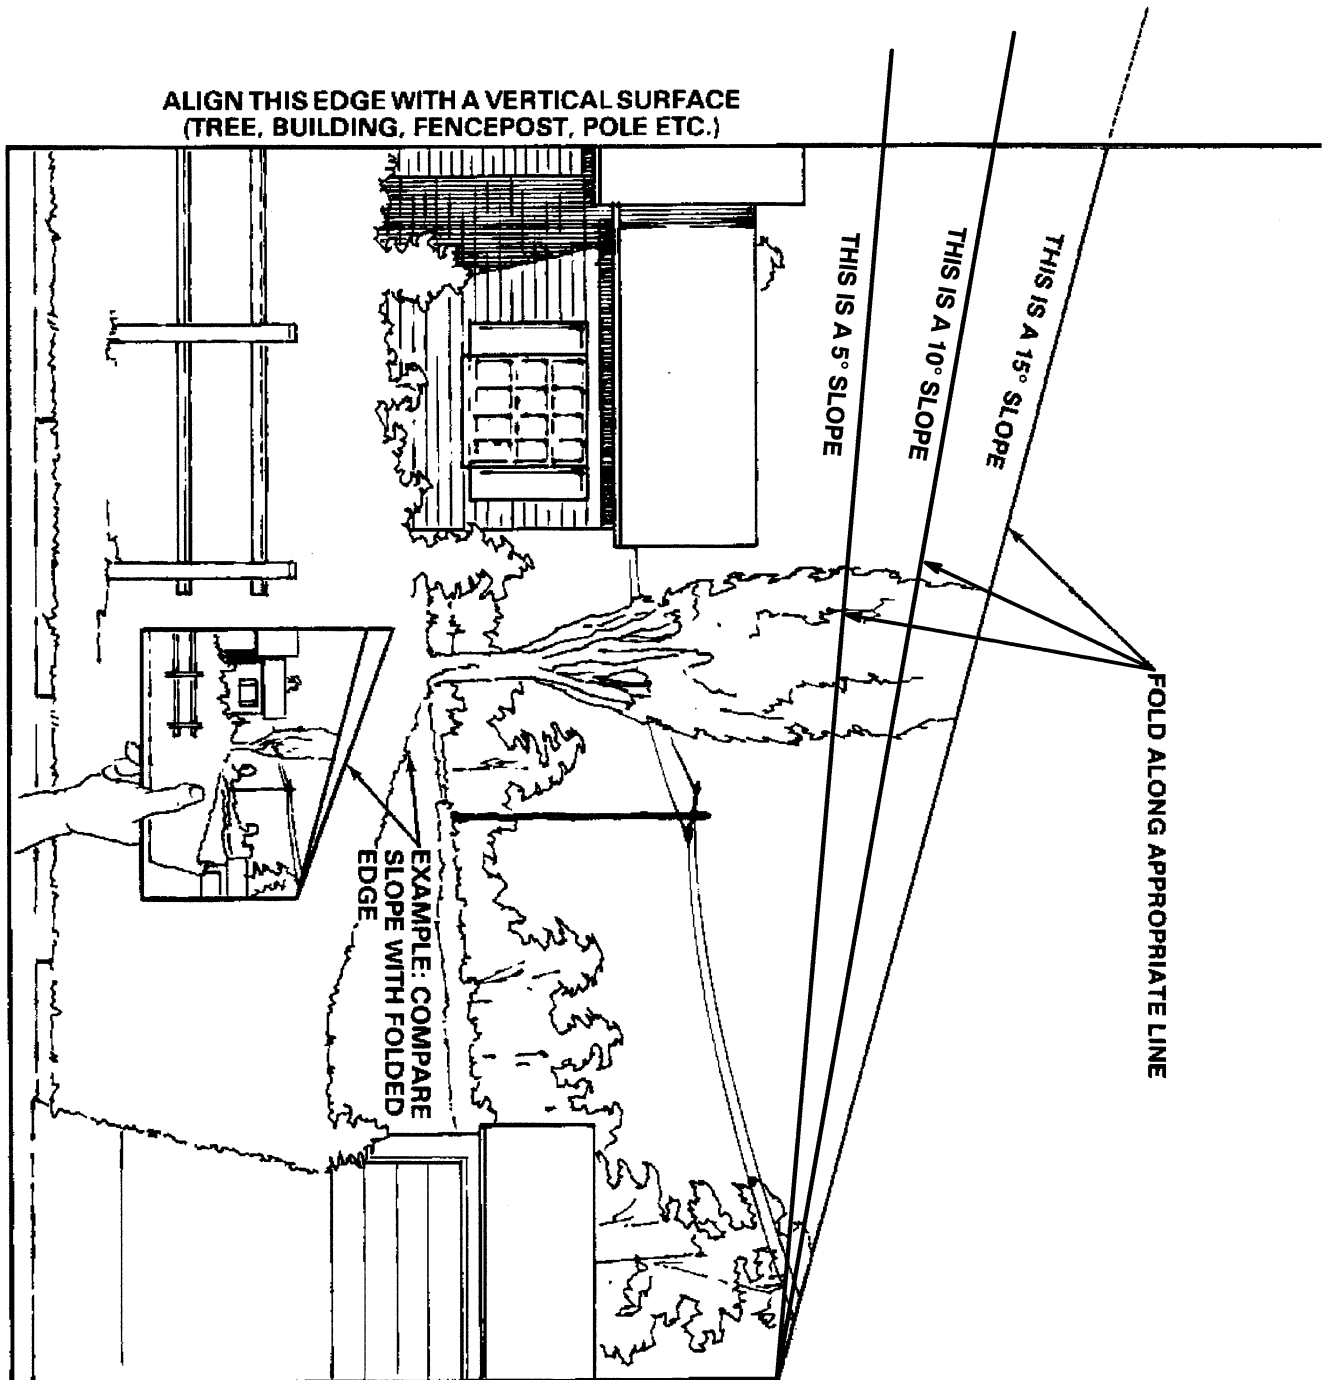 ALIGN THIS EDGE WITH A VERTICAL SURFACE
(TREE, BUILDING, FENCEPOST, POLE ETC.)
THIS IS A 15° SLOPE
THIS IS A 10° SLOPE
THIS IS A 5° SLOPE
FOLD ALONG APPROPRIATE LINE
EXAMPLE: COMPARE
SLOPE WITH FOLDED
EDGE